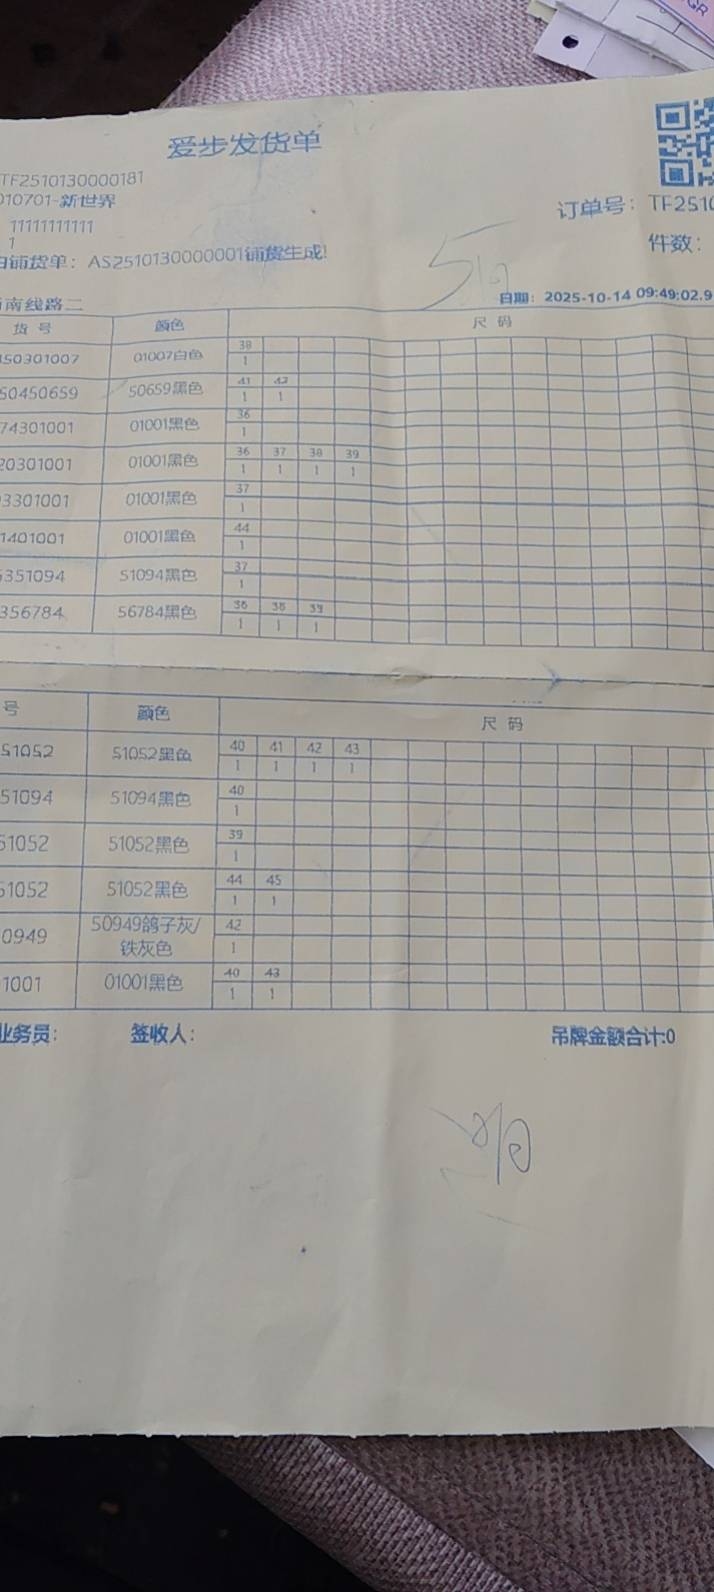 爱步发货单
TF2510130000181
010701-新世界
11111111111
1
订单号： TF2510
件数：
铺货单： AS2510130000001铺货生成!
日期： 2025-10-14 09:49:02.9
南线路二
货 号 颜色 尺 码
50301007 01007白色 38
1
50450659 50659黑色 41 42
1 1
74301001 01001黑色 36
1
20301001 01001黑色 36 37 38 39
1 1 1 1
3301001 01001黑色 37
1
1401001 01001黑色 44
1
351094 51094黑色 37
1
356784 56784黑色 36 38 39
1 1 1
号 颜色 尺 码
51052 51052黑色 40 41 42 43
1 1 1 1
51094 51094黑色 40
1
51052 51052黑色 39
1
51052 51052黑色 44 45
1 1
0949 50949鸽子灰/铁灰色 42
1
1001 01001黑色 40 43
1 1
业务员： 签收人： 吊牌金额合计:0